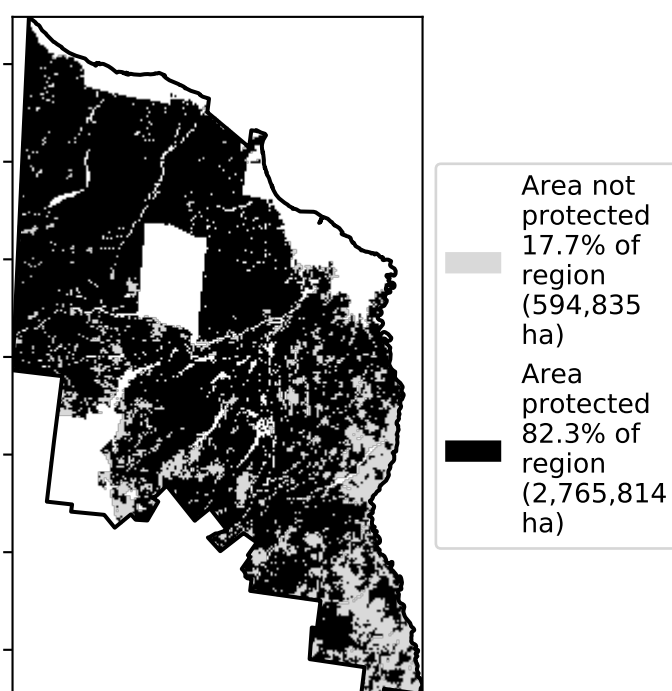 Area not
protected
17.7% of
region
(594,835
ha)
Area
protected
82.3% of
region
(2,765,814
ha)